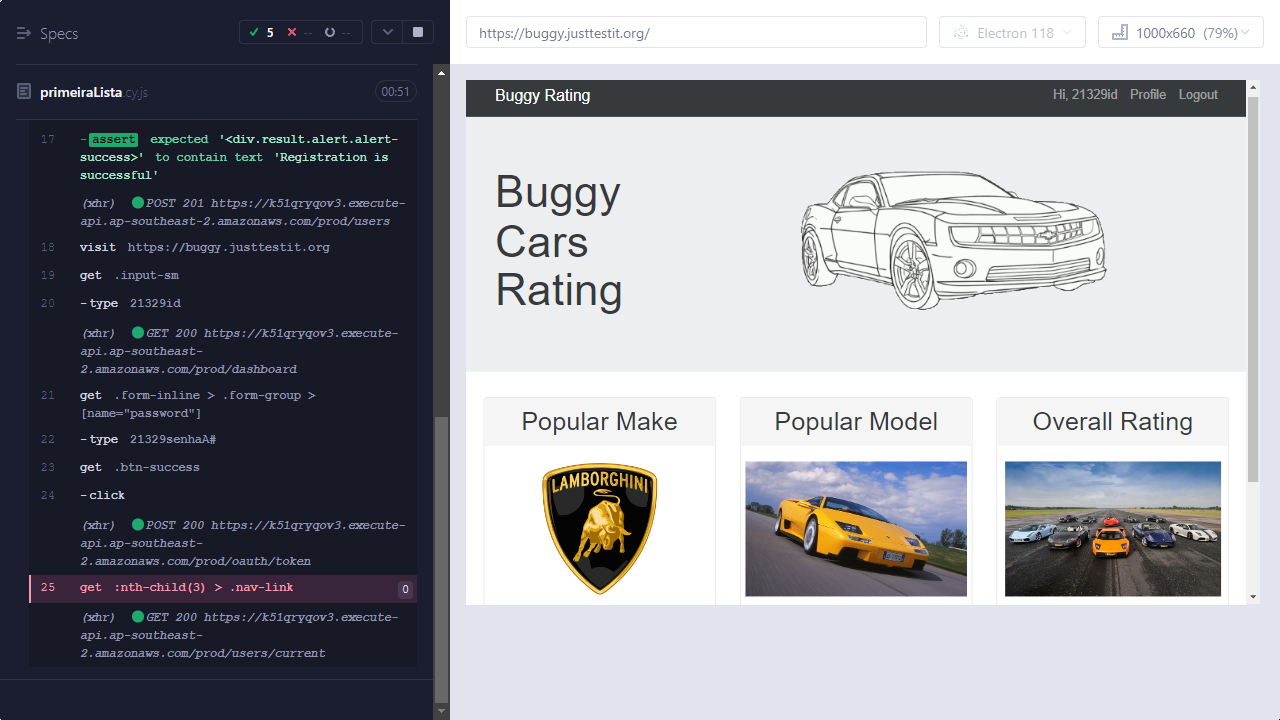 Specs
5
--
--
primeiraLista.cy.js
00:51
17 -assert expected '<div.result.alert.alert-
success>' to contain text 'Registration is
successful'
(xhr) POST 201 https://k51qryqov3.execute-
api.ap-southeast-2.amazonaws.com/prod/users
18 visit https://buggy.justtestit.org
19 get .input-sm
20 -type 21329id
(xhr) GET 200 https://k51qryqov3.execute-
api.ap-southeast-
2.amazonaws.com/prod/dashboard
21 get .form-inline > .form-group >
[name="password"]
22 -type 21329senhaA#
23 get .btn-success
24 -click
(xhr) POST 200 https://k51qryqov3.execute-
api.ap-southeast-
2.amazonaws.com/prod/oauth/token
25 get :nth-child(3) > .nav-link 0
(xhr) GET 200 https://k51qryqov3.execute-
api.ap-southeast-
2.amazonaws.com/prod/users/current
https://buggy.justtestit.org/
Electron 118
1000x660 (79%)
Buggy Rating
Hi, 21329id Profile Logout
Buggy
Cars
Rating
Popular Make
Popular Model
Overall Rating
LAMBORGHINI